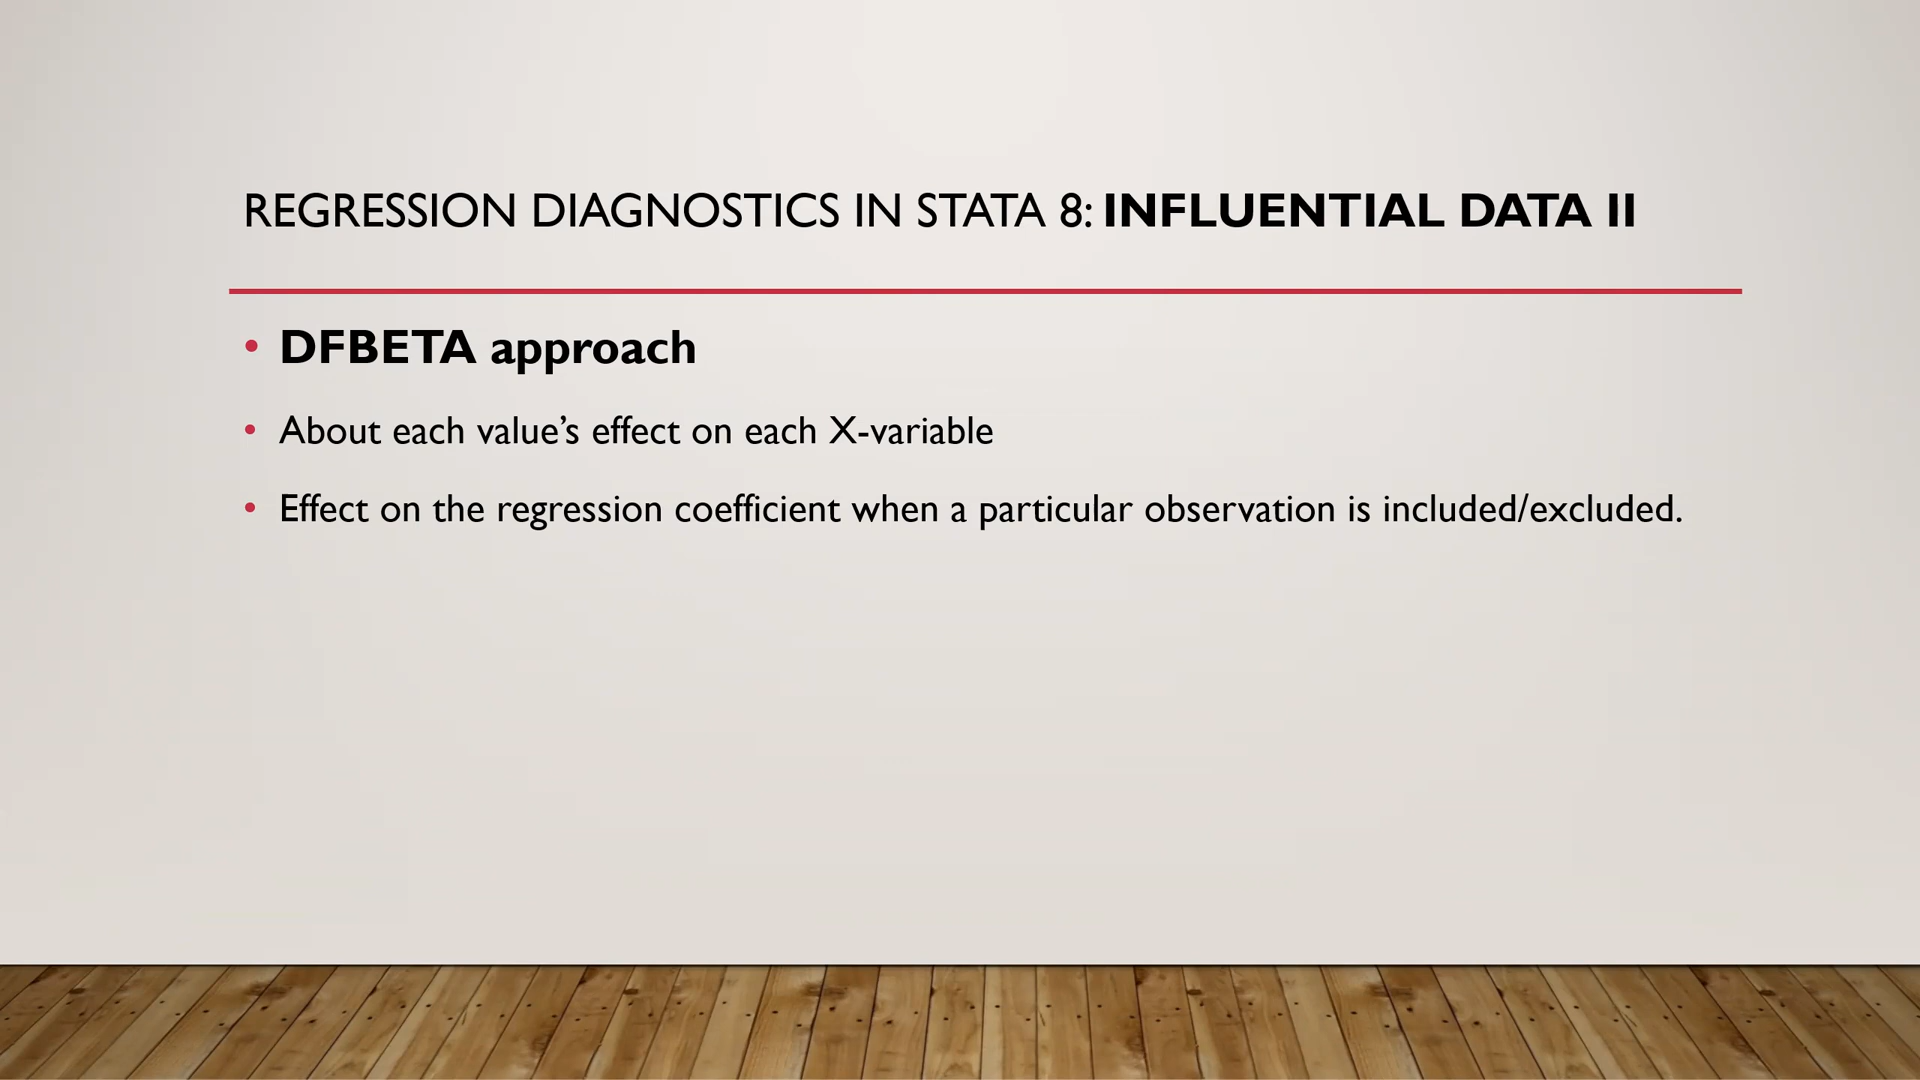 REGRESSION DIAGNOSTICS IN STATA 8: INFLUENTIAL DATA II
• DFBETA approach
• About each value’s effect on each X-variable
• Effect on the regression coefficient when a particular observation is included/excluded.